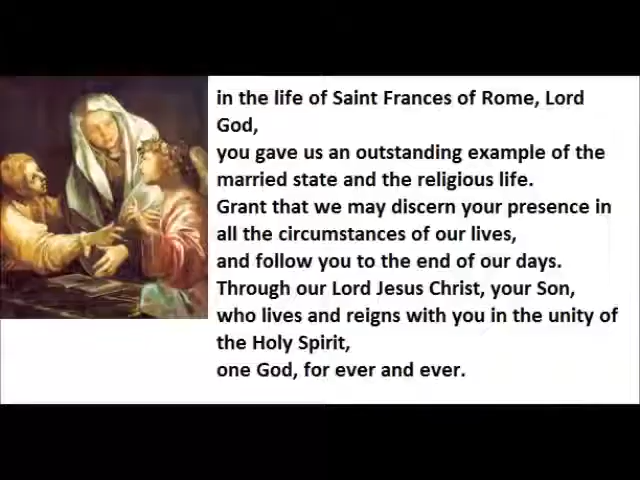 in the life of Saint Frances of Rome, Lord
God,
you gave us an outstanding example of the
married state and the religious life.
Grant that we may discern your presence in
all the circumstances of our lives,
and follow you to the end of our days.
Through our Lord Jesus Christ, your Son,
who lives and reigns with you in the unity of
the Holy Spirit,
one God, for ever and ever.